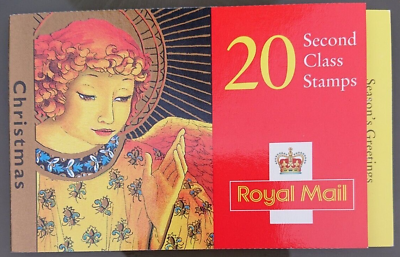 Christmas
20
Second
Class
Stamps
Royal Mail
Season's Greetings